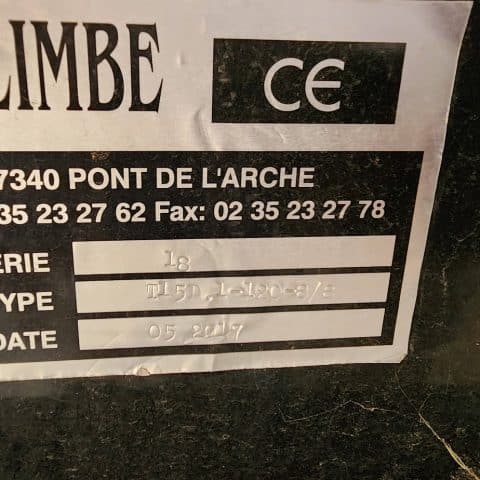 LIMBE
CE
7340 PONT DE L'ARCHE
35 23 27 62 Fax: 02 35 23 27 78
ERIE 18
YPE
DATE 05 2017